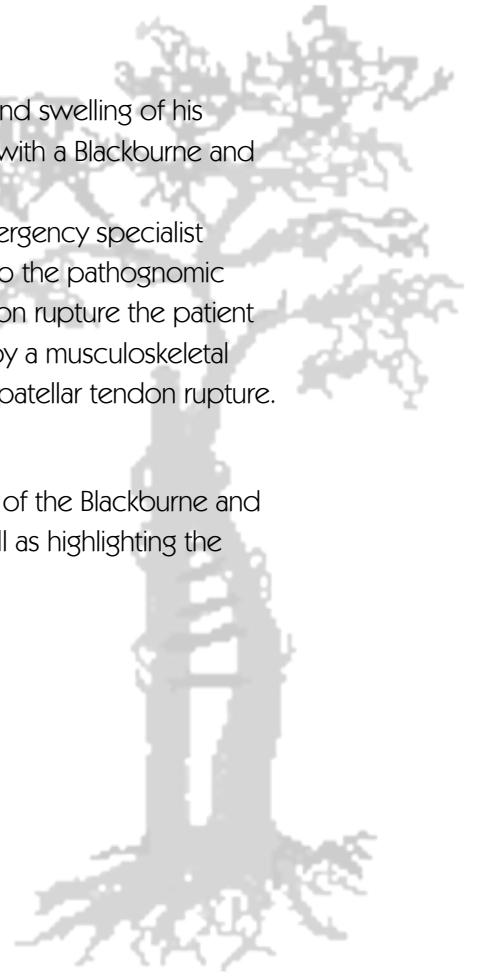 nd swelling of his
with a Blackburne and
ergency specialist
o the pathognomic
on rupture the patient
by a musculoskeletal
patellar tendon rupture.
of the Blackburne and
ll as highlighting the